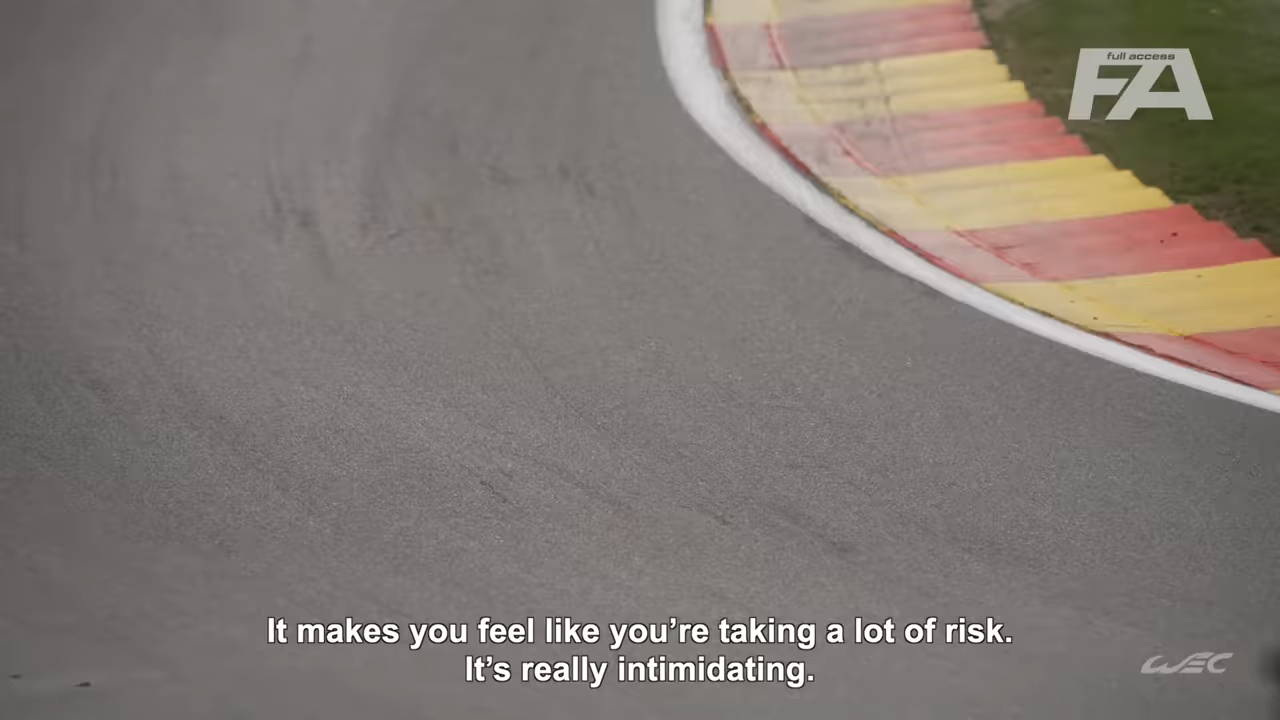 full access
FA
It makes you feel like you’re taking a lot of risk.
It’s really intimidating.
WEC